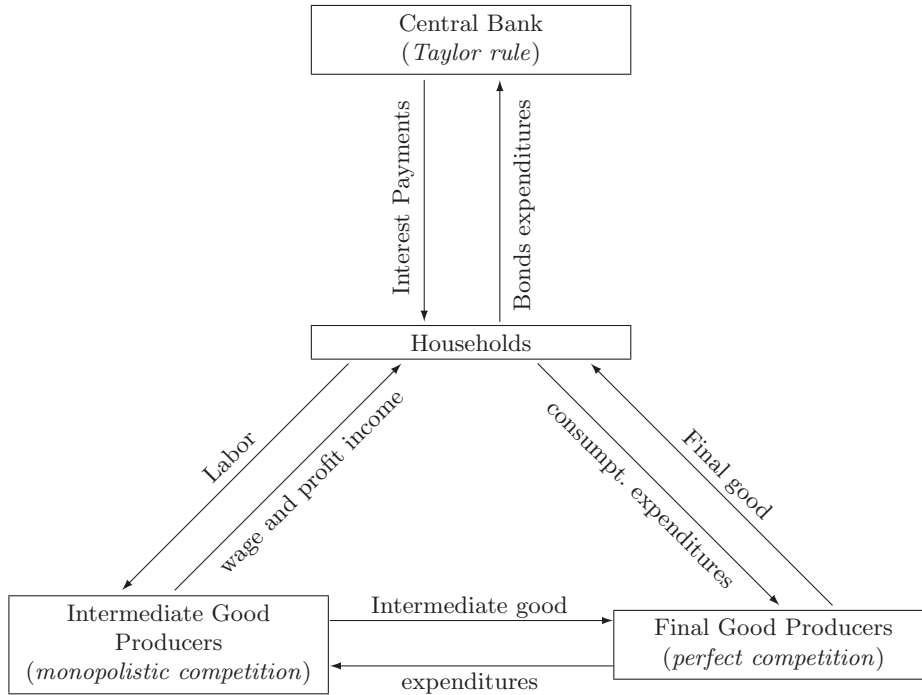 Central Bank
(Taylor rule)
Interest Payments
Bonds expenditures
Households
Labor
wage and profit income
consumpt. expenditures
Final good
Intermediate Good
Producers
(monopolistic competition)
Intermediate good
expenditures
Final Good Producers
(perfect competition)